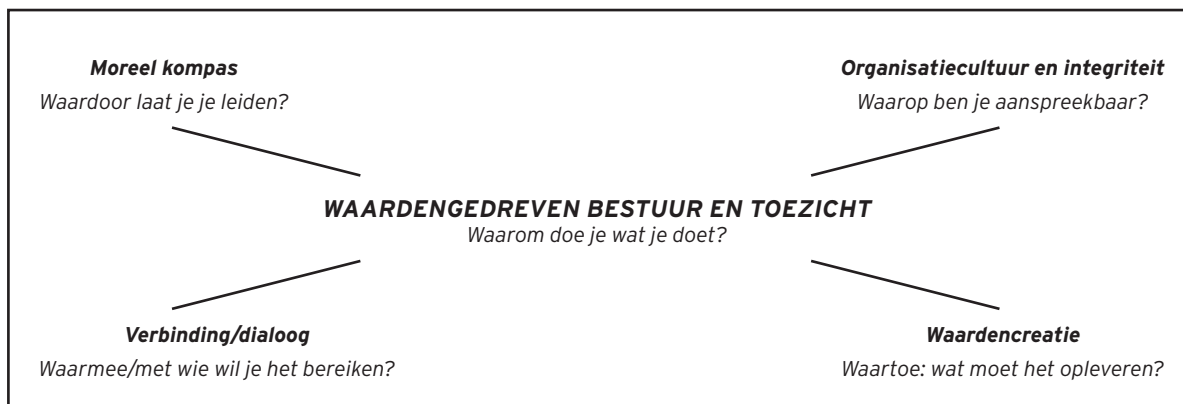 Moreel kompas
Waardoor laat je je leiden?
Organisatiecultuur en integriteit
Waarop ben je aanspreekbaar?
WAARDENGEDREVEN BESTUUR EN TOEZICHT
Waarom doe je wat je doet?
Verbinding/dialoog
Waarmee/met wie wil je het bereiken?
Waardencreatie
Waartoe: wat moet het opleveren?